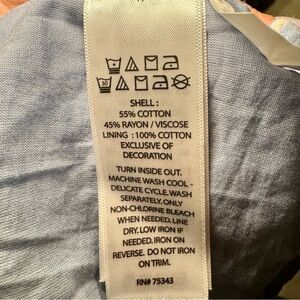 SHELL :
55% COTTON
45% RAYON / VISCOSE
LINING : 100% COTTON
EXCLUSIVE OF
DECORATION
TURN INSIDE OUT.
MACHINE WASH COOL -
DELICATE CYCLE. WASH
SEPARATELY. ONLY
NON-CHLORINE BLEACH
WHEN NEEDED. LINE
DRY. LOW IRON IF
NEEDED. IRON ON
REVERSE. DO NOT IRON
ON TRIM.
RN# 75343